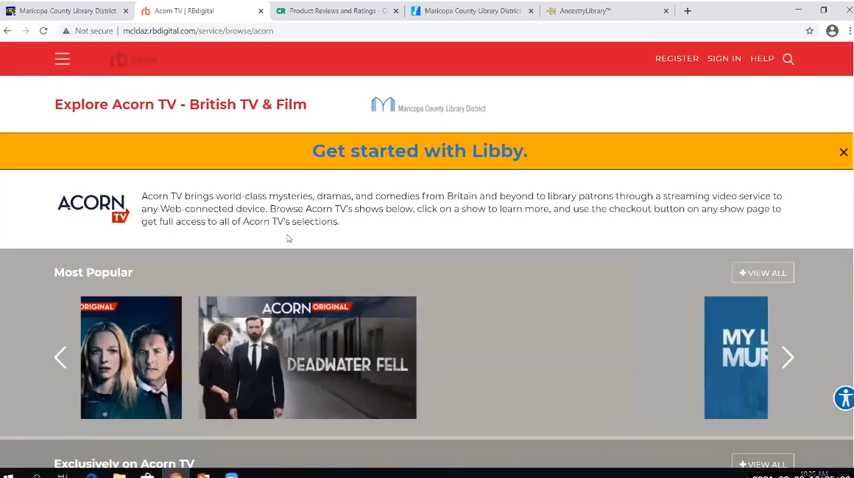 Maricopa County Library District
Acorn TV | RBdigital
Product Reviews and Ratings - C
Maricopa County Library District
AncestryLibrary™
Not secure
mcldaz.rbdigital.com/service/browse/acorn
rb
REGISTER SIGN IN HELP
Explore Acorn TV - British TV & Film
Maricopa County Library District
Get started with Libby.
ACORN
TV
Acorn TV brings world-class mysteries, dramas, and comedies from Britain and beyond to library patrons through a streaming video service to
any Web-connected device. Browse Acorn TV's shows below, click on a show to learn more, and use the checkout button on any show page to
get full access to all of Acorn TV's selections.
Most Popular
+VIEW ALL
ORIGINAL
ACORN ORIGINAL
DEADWATER FELL
MY L
MUR
Exclusively on Acorn TV
+VIEW ALL